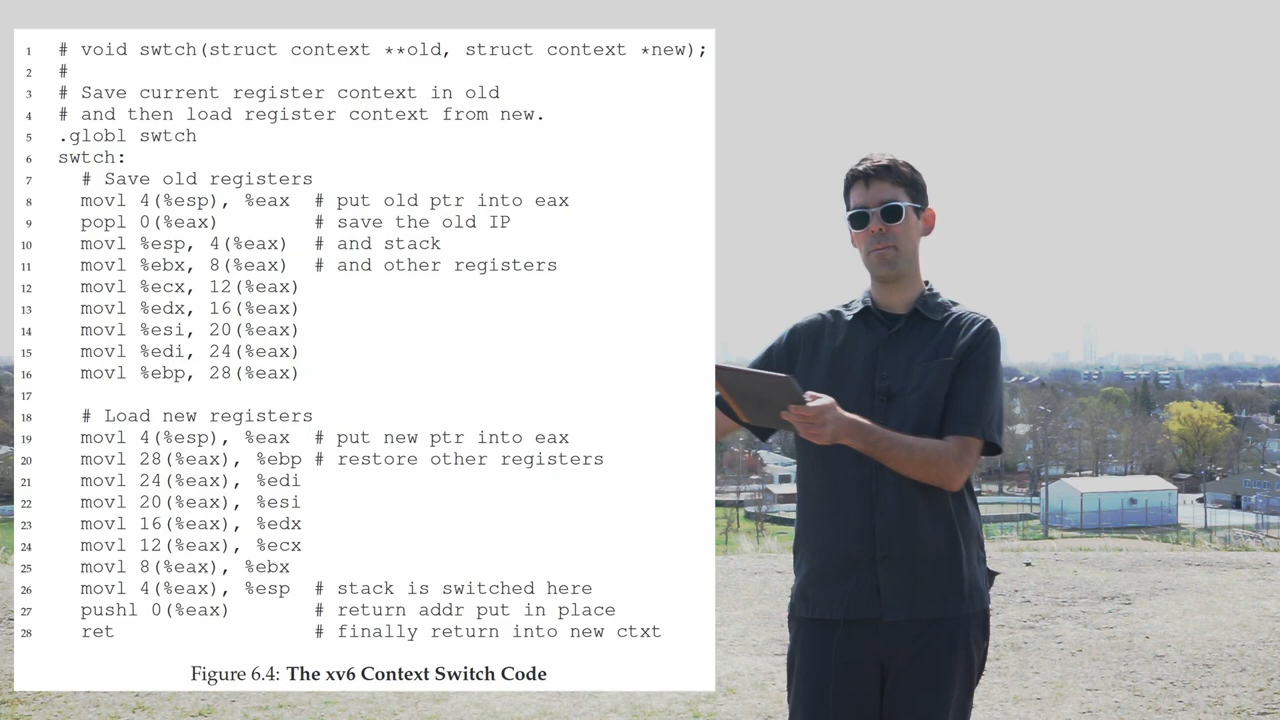 1 # void swtch(struct context **old, struct context *new);
2 #
3 # Save current register context in old
4 # and then load register context from new.
5 .globl swtch
6 swtch:
7 # Save old registers
8 movl 4(%esp), %eax # put old ptr into eax
9 popl 0(%eax) # save the old IP
10 movl %esp, 4(%eax) # and stack
11 movl %ebx, 8(%eax) # and other registers
12 movl %ecx, 12(%eax)
13 movl %edx, 16(%eax)
14 movl %esi, 20(%eax)
15 movl %edi, 24(%eax)
16 movl %ebp, 28(%eax)
17
18 # Load new registers
19 movl 4(%esp), %eax # put new ptr into eax
20 movl 28(%eax), %ebp # restore other registers
21 movl 24(%eax), %edi
22 movl 20(%eax), %esi
23 movl 16(%eax), %edx
24 movl 12(%eax), %ecx
25 movl 8(%eax), %ebx
26 movl 4(%eax), %esp # stack is switched here
27 pushl 0(%eax) # return addr put in place
28 ret # finally return into new ctxt
Figure 6.4: The xv6 Context Switch Code